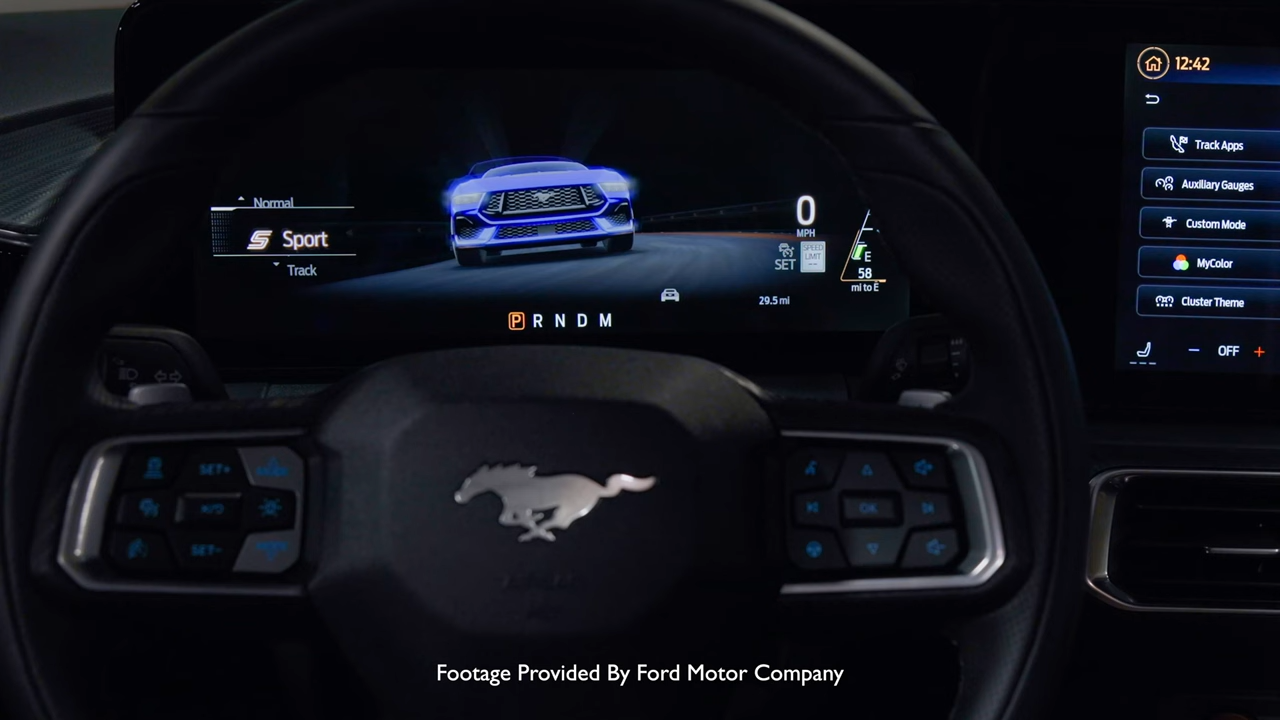 12:42
Track Apps
Auxiliary Gauges
Custom Mode
MyColor
Cluster Theme
OFF
Normal
Sport
Track
0
MPH
SET
SPEED LIMIT
E
58
mi to E
29.5 mi
P R N D M
SET+
SET-
OK
Footage Provided By Ford Motor Company